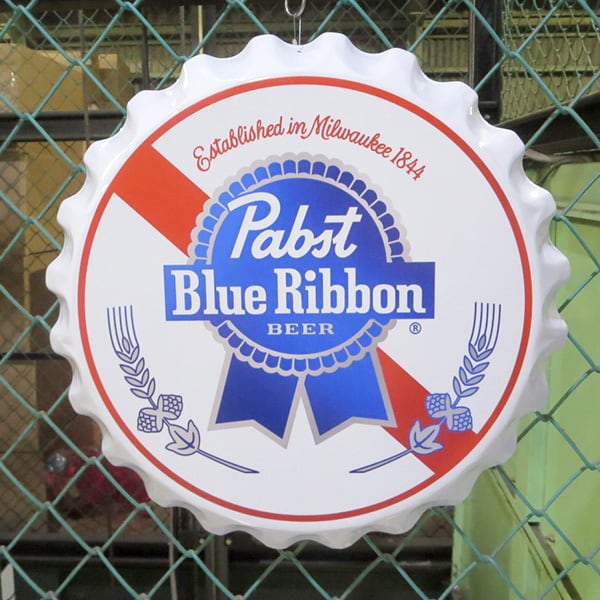 Established in Milwaukee 1844
Pabst
Blue Ribbon
BEER
®